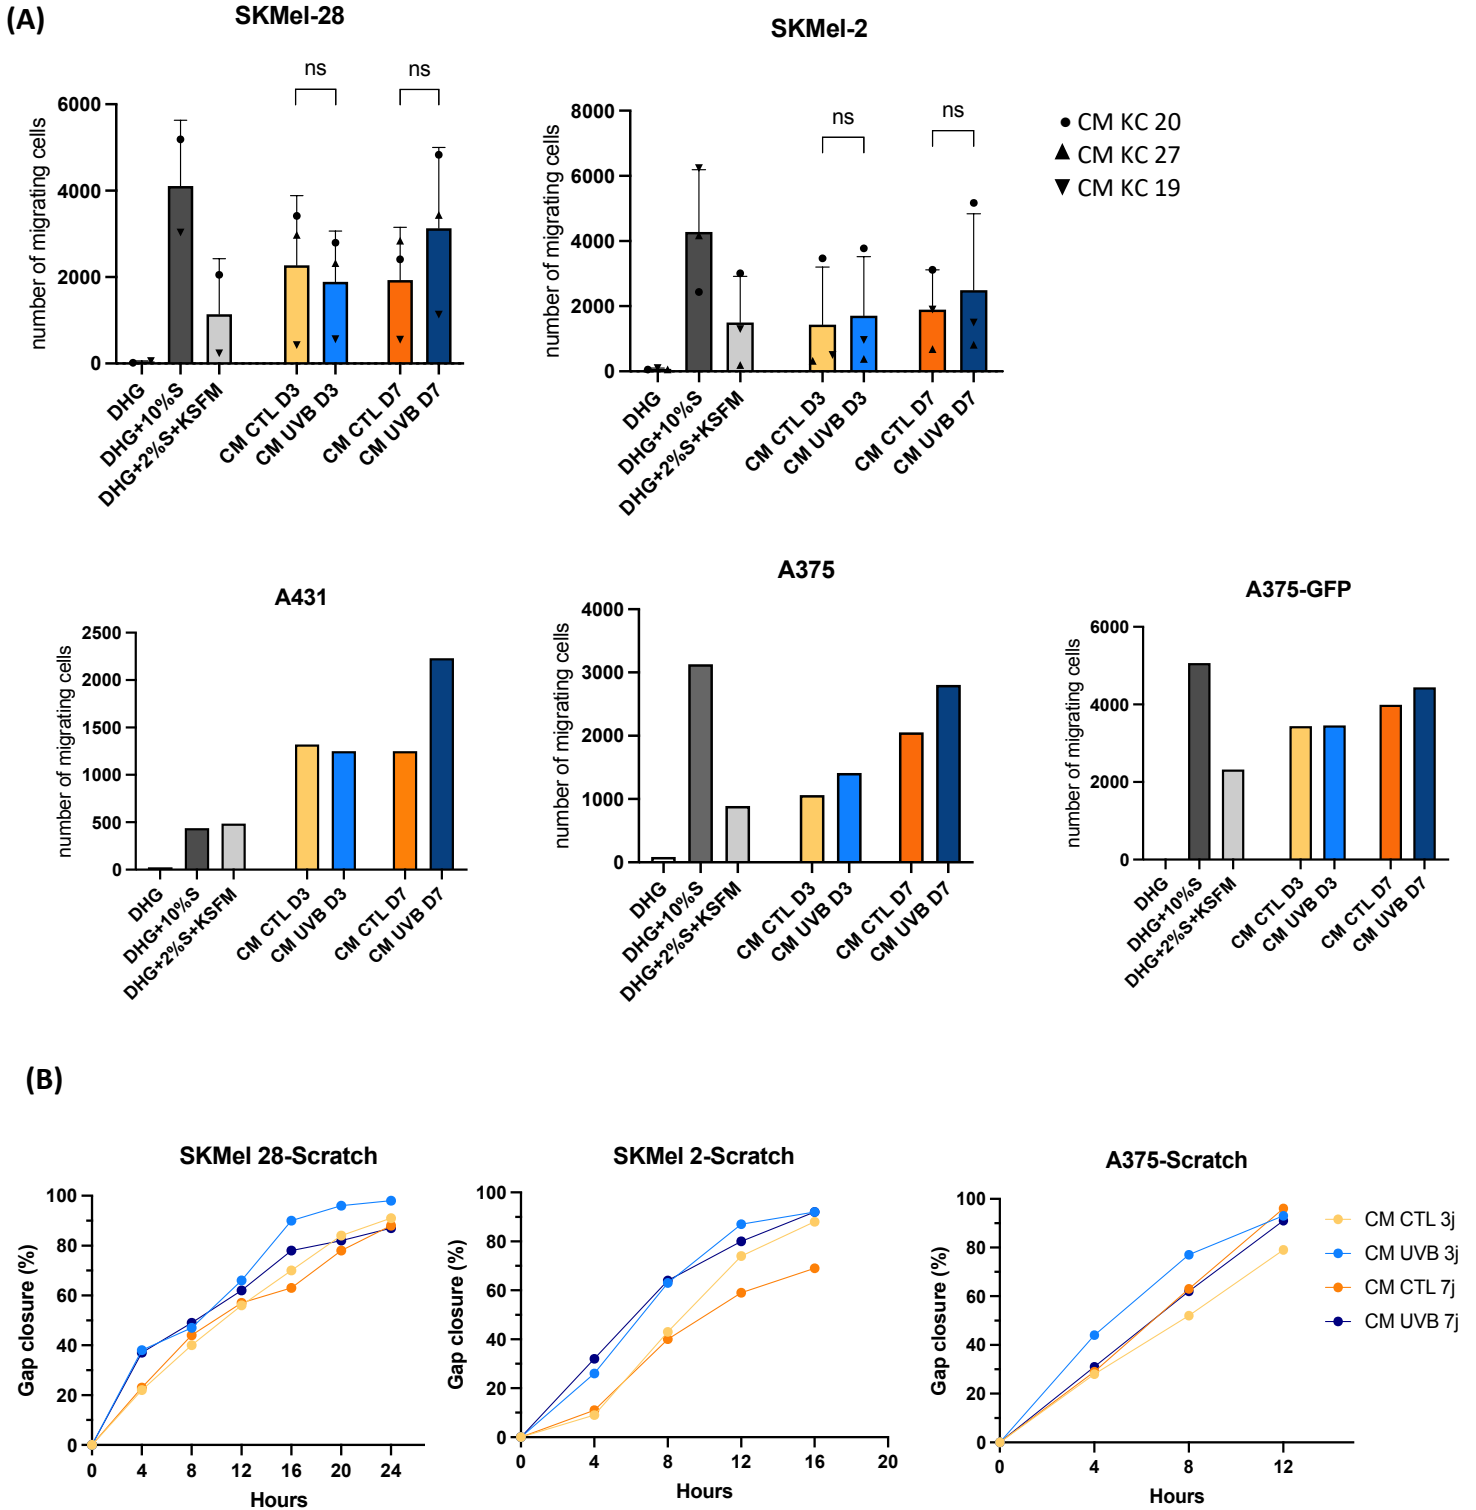 (A)
SKMel-28
number of migrating cells
6000
4000
2000
0
ns
ns
DHG
DHG+10%S
DHG+2%S+KSFM
CM CTL D3
CM UVB D3
CM CTL D7
CM UVB D7
SKMel-2
number of migrating cells
8000
6000
4000
2000
0
ns
ns
DHG
DHG+10%S
DHG+2%S+KSFM
CM CTL D3
CM UVB D3
CM CTL D7
CM UVB D7
CM KC 20
CM KC 27
CM KC 19
A431
number of migrating cells
2500
2000
1500
1000
500
0
DHG
DHG+10%S
DHG+2%S+KSFM
CM CTL D3
CM UVB D3
CM CTL D7
CM UVB D7
A375
number of migrating cells
4000
3000
2000
1000
0
DHG
DHG+10%S
DHG+2%S+KSFM
CM CTL D3
CM UVB D3
CM CTL D7
CM UVB D7
A375-GFP
number of migrating cells
6000
4000
2000
0
DHG
DHG+10%S
DHG+2%S+KSFM
CM CTL D3
CM UVB D3
CM CTL D7
CM UVB D7
(B)
SKMel 28-Scratch
Gap closure (%)
100
80
60
40
20
0
0 4 8 12 16 20 24
Hours
SKMel 2-Scratch
Gap closure (%)
100
80
60
40
20
0
0 4 8 12 16 20
Hours
A375-Scratch
Gap closure (%)
100
80
60
40
20
0
0 4 8 12
Hours
CM CTL 3j
CM UVB 3j
CM CTL 7j
CM UVB 7j